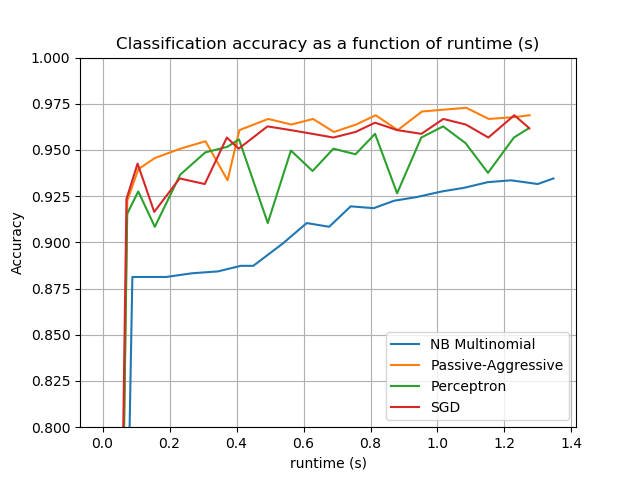 Classification accuracy as a function of runtime (s)
1.000
0.975
0.950
0.925
0.900
0.875
0.850
0.825
0.800
Accuracy
NB Multinomial
Passive-Aggressive
Perceptron
SGD
0.0 0.2 0.4 0.6 0.8 1.0 1.2 1.4
runtime (s)